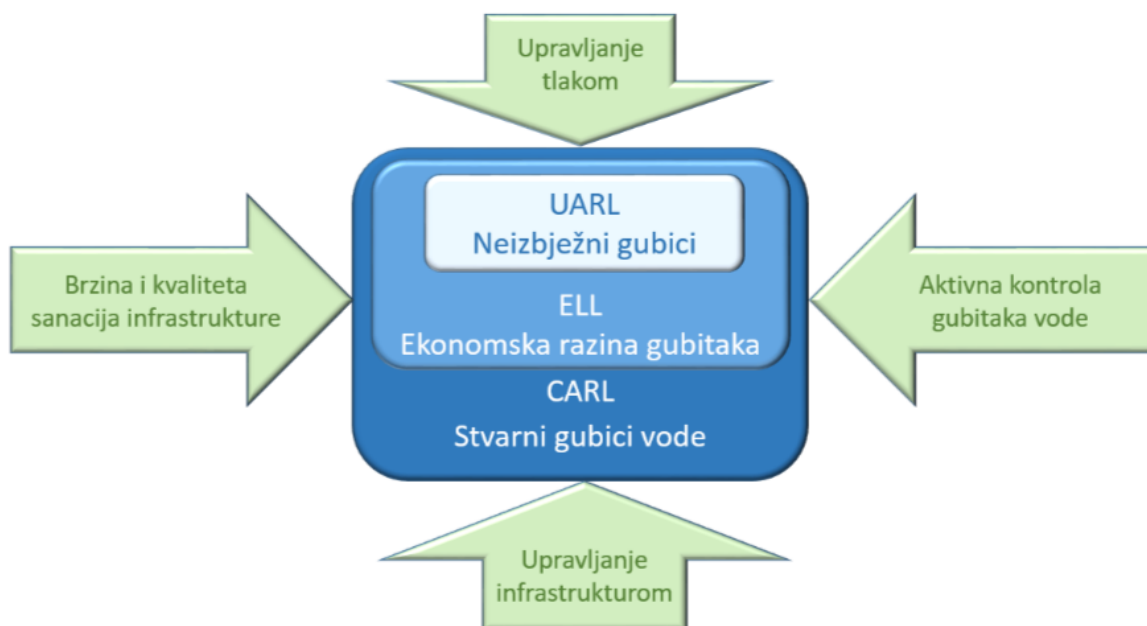 Upravljanje
tlakom
UARL
Neizbježni gubici
Brzina i kvaliteta
sanacija infrastrukture
ELL
Ekonomska razina gubitaka
Aktivna kontrola
gubitaka vode
CARL
Stvarni gubici vode
Upravljanje
infrastrukturom